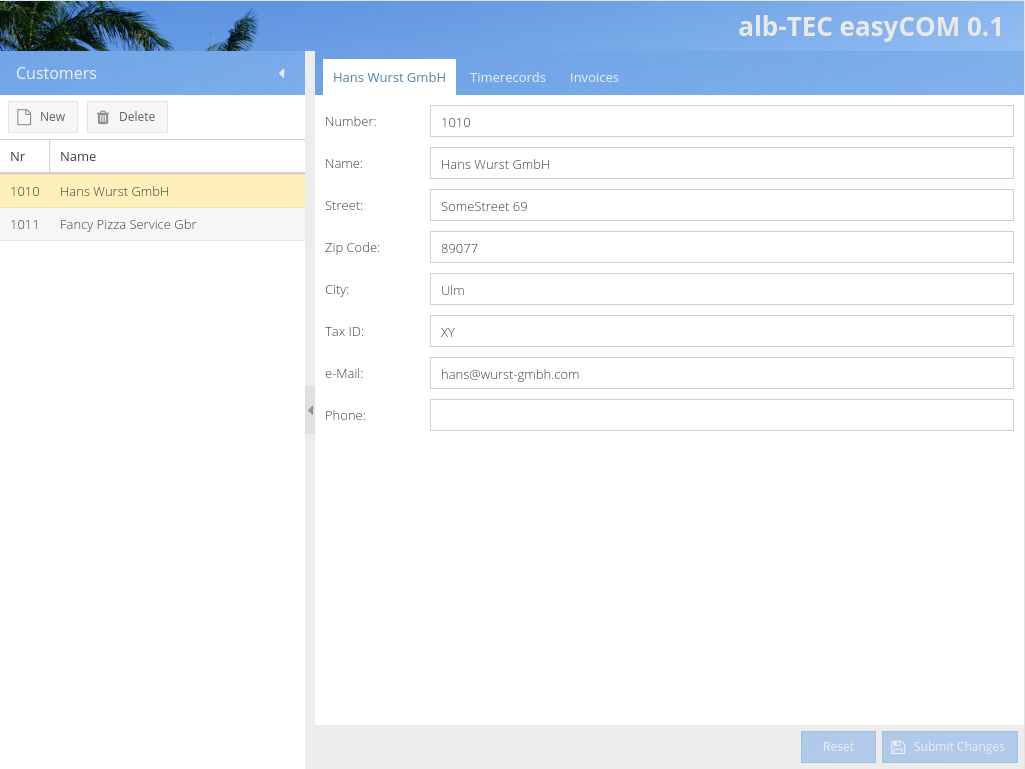 alb-TEC easyCOM 0.1
Customers
New Delete
Nr Name
1010 Hans Wurst GmbH
1011 Fancy Pizza Service Gbr
Hans Wurst GmbH Timerecords Invoices
Number: 1010
Name: Hans Wurst GmbH
Street: SomeStreet 69
Zip Code: 89077
City: Ulm
Tax ID: XY
e-Mail: hans@wurst-gmbh.com
Phone:
Reset Submit Changes